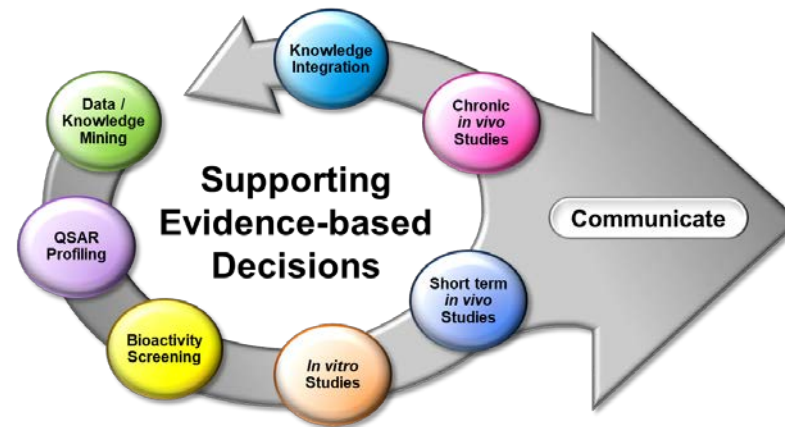 Knowledge
Integration
Chronic
in vivo
Studies
Data /
Knowledge
Mining
Supporting
Evidence-based
Decisions
Communicate
QSAR
Profiling
Short term
in vivo
Studies
Bioactivity
Screening
In vitro
Studies